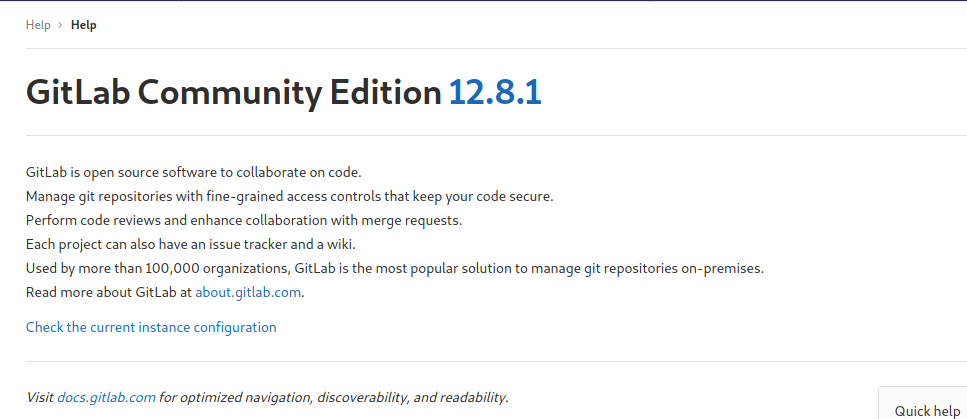 Help › Help
GitLab Community Edition 12.8.1
GitLab is open source software to collaborate on code.
Manage git repositories with fine-grained access controls that keep your code secure.
Perform code reviews and enhance collaboration with merge requests.
Each project can also have an issue tracker and a wiki.
Used by more than 100,000 organizations, GitLab is the most popular solution to manage git repositories on-premises.
Read more about GitLab at about.gitlab.com.
Check the current instance configuration
Visit docs.gitlab.com for optimized navigation, discoverability, and readability.
Quick help